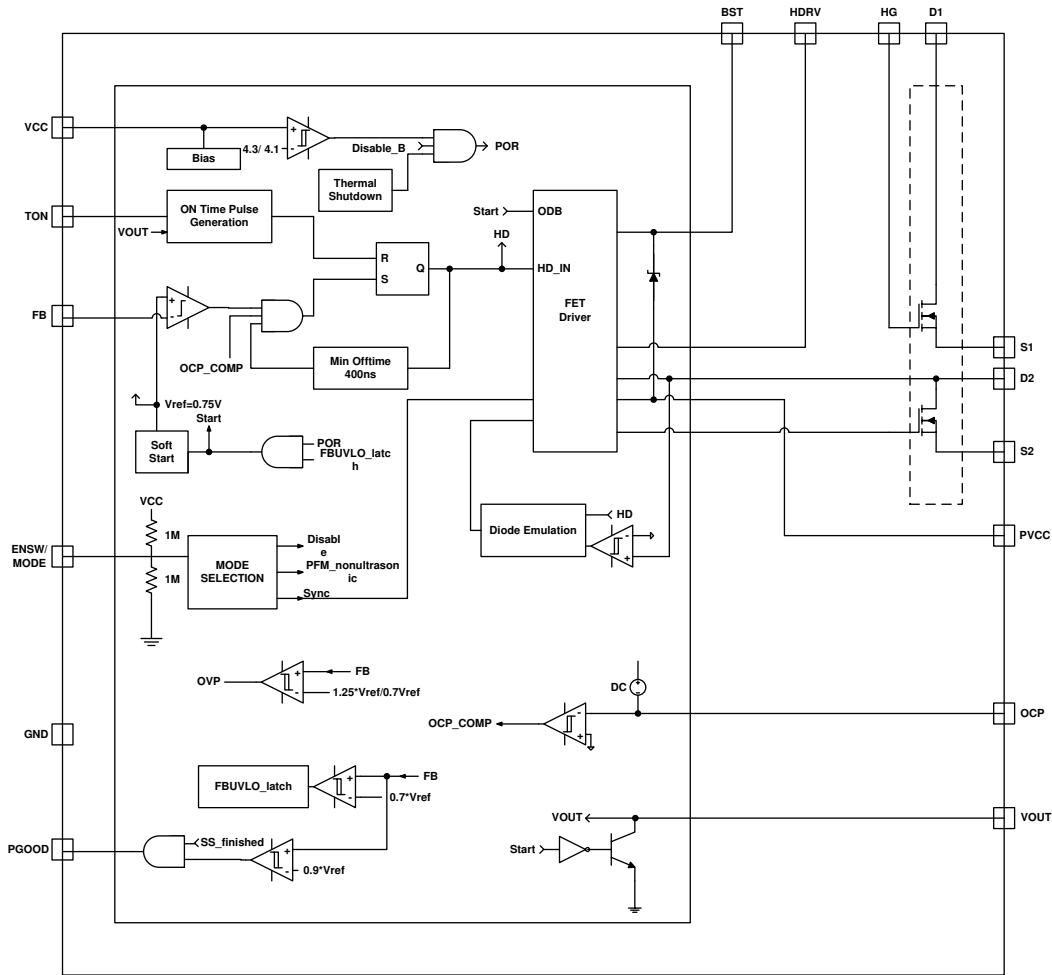 BST HDRV HG D1
VCC
4.3/ 4.1
Bias
+
-
Disable_B
POR
Thermal
Shutdown
TON
ON Time Pulse
Generation
VOUT
Start
ODB
HD
R
S
Q
HD_IN
FET
Driver
FB
+
-
OCP_COMP
Min Offtime
400ns
S1
D2
Vref=0.75V
Start
Soft
Start
POR
FBUVLO_latc
h
S2
VCC
1M
1M
ENSW/
MODE
MODE
SELECTION
Disabl
e
PFM_nonultrason
ic
Sync
Diode Emulation
HD
-
+
PVCC
OVP
+
-
FB
1.25*Vref/0.7Vref
DC
+
-
OCP_COMP
-
+
OCP
GND
FBUVLO_latch
+
-
FB
0.7*Vref
VOUT
VOUT
PGOOD
SS_finished
+
-
0.9*Vref
Start